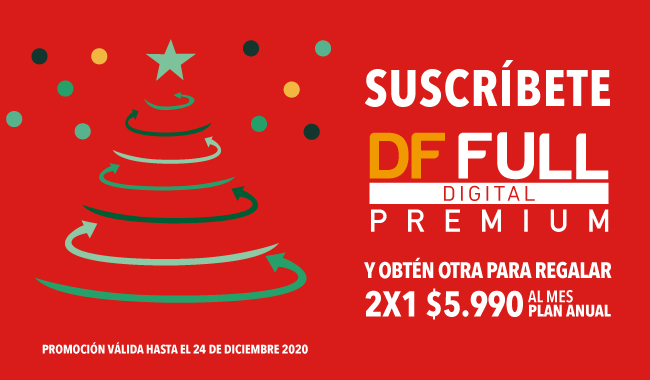 SUSCRÍBETE
DF FULL
DIGITAL
PREMIUM
Y OBTÉN OTRA PARA REGALAR
2X1 $5.990 AL MES
PLAN ANUAL
PROMOCIÓN VÁLIDA HASTA EL 24 DE DICIEMBRE 2020